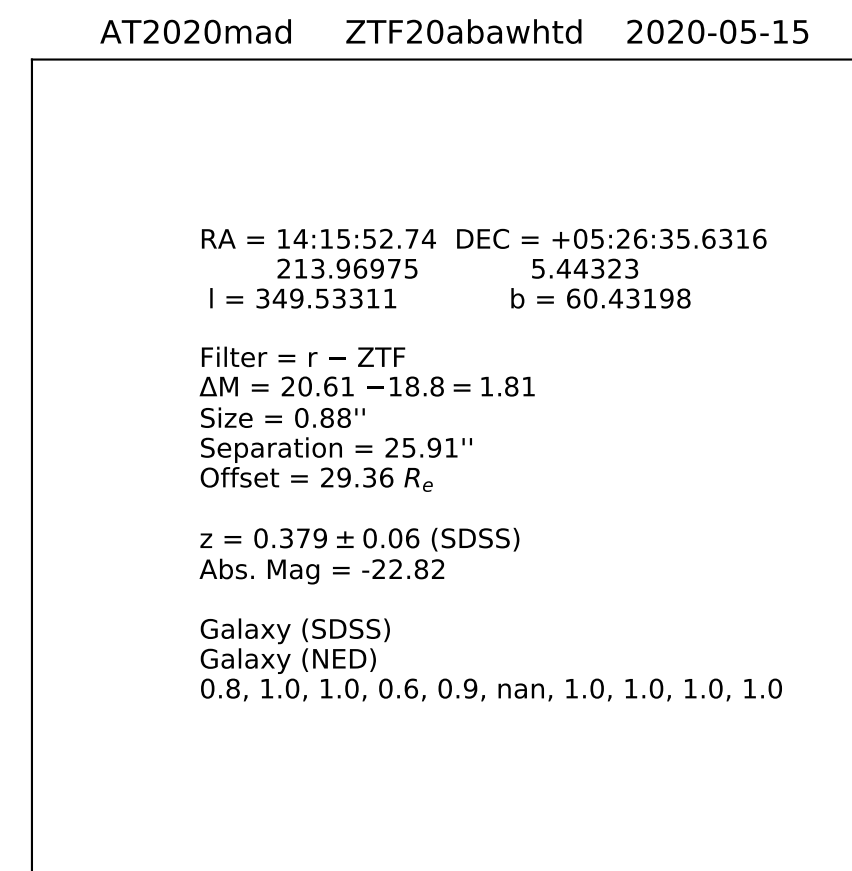 AT2020mad ZTF20abawhtd 2020-05-15
RA = 14:15:52.74 DEC = +05:26:35.6316
213.96975 5.44323
l = 349.53311 b = 60.43198
Filter = r − ZTF
ΔM = 20.61 −18.8 = 1.81
Size = 0.88''
Separation = 25.91''
Offset = 29.36 Rₑ
z = 0.379 ± 0.06 (SDSS)
Abs. Mag = -22.82
Galaxy (SDSS)
Galaxy (NED)
0.8, 1.0, 1.0, 0.6, 0.9, nan, 1.0, 1.0, 1.0, 1.0